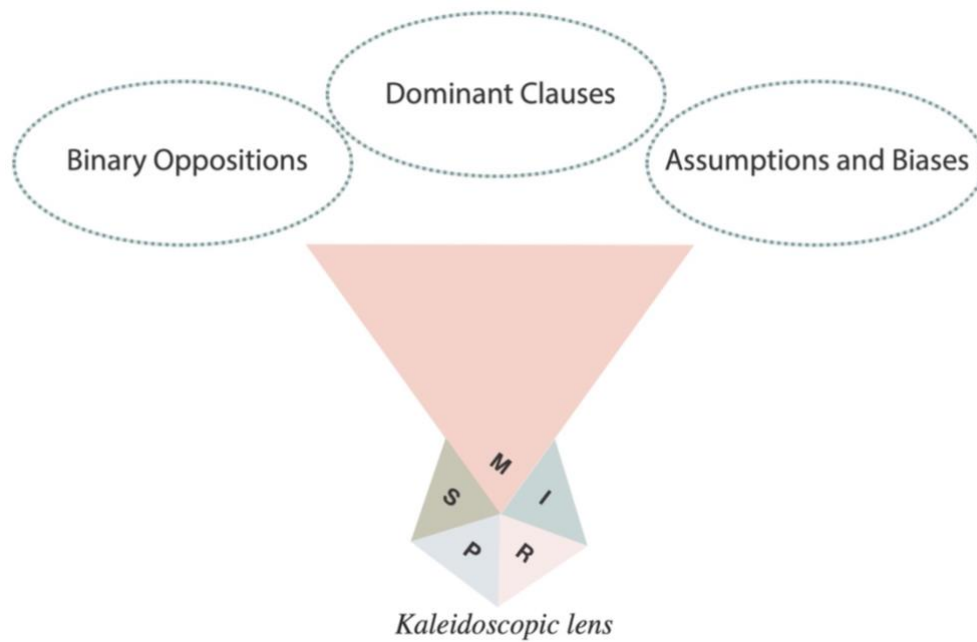 Dominant Clauses
Binary Oppositions
Assumptions and Biases
M
S
I
P
R
Kaleidoscopic lens